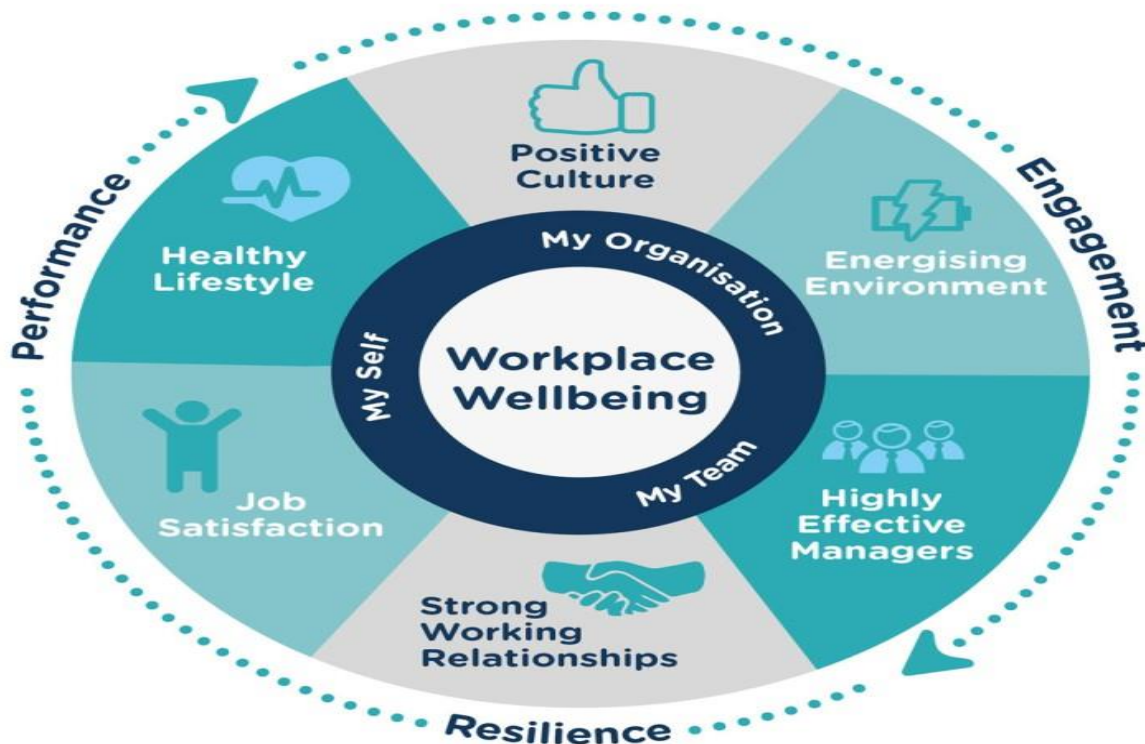 Positive
Culture
Energising
Environment
Highly
Effective
Managers
Strong
Working
Relationships
Job
Satisfaction
Healthy
Lifestyle
My Organisation
My Team
My Self
Workplace
Wellbeing
Performance
Engagement
Resilience